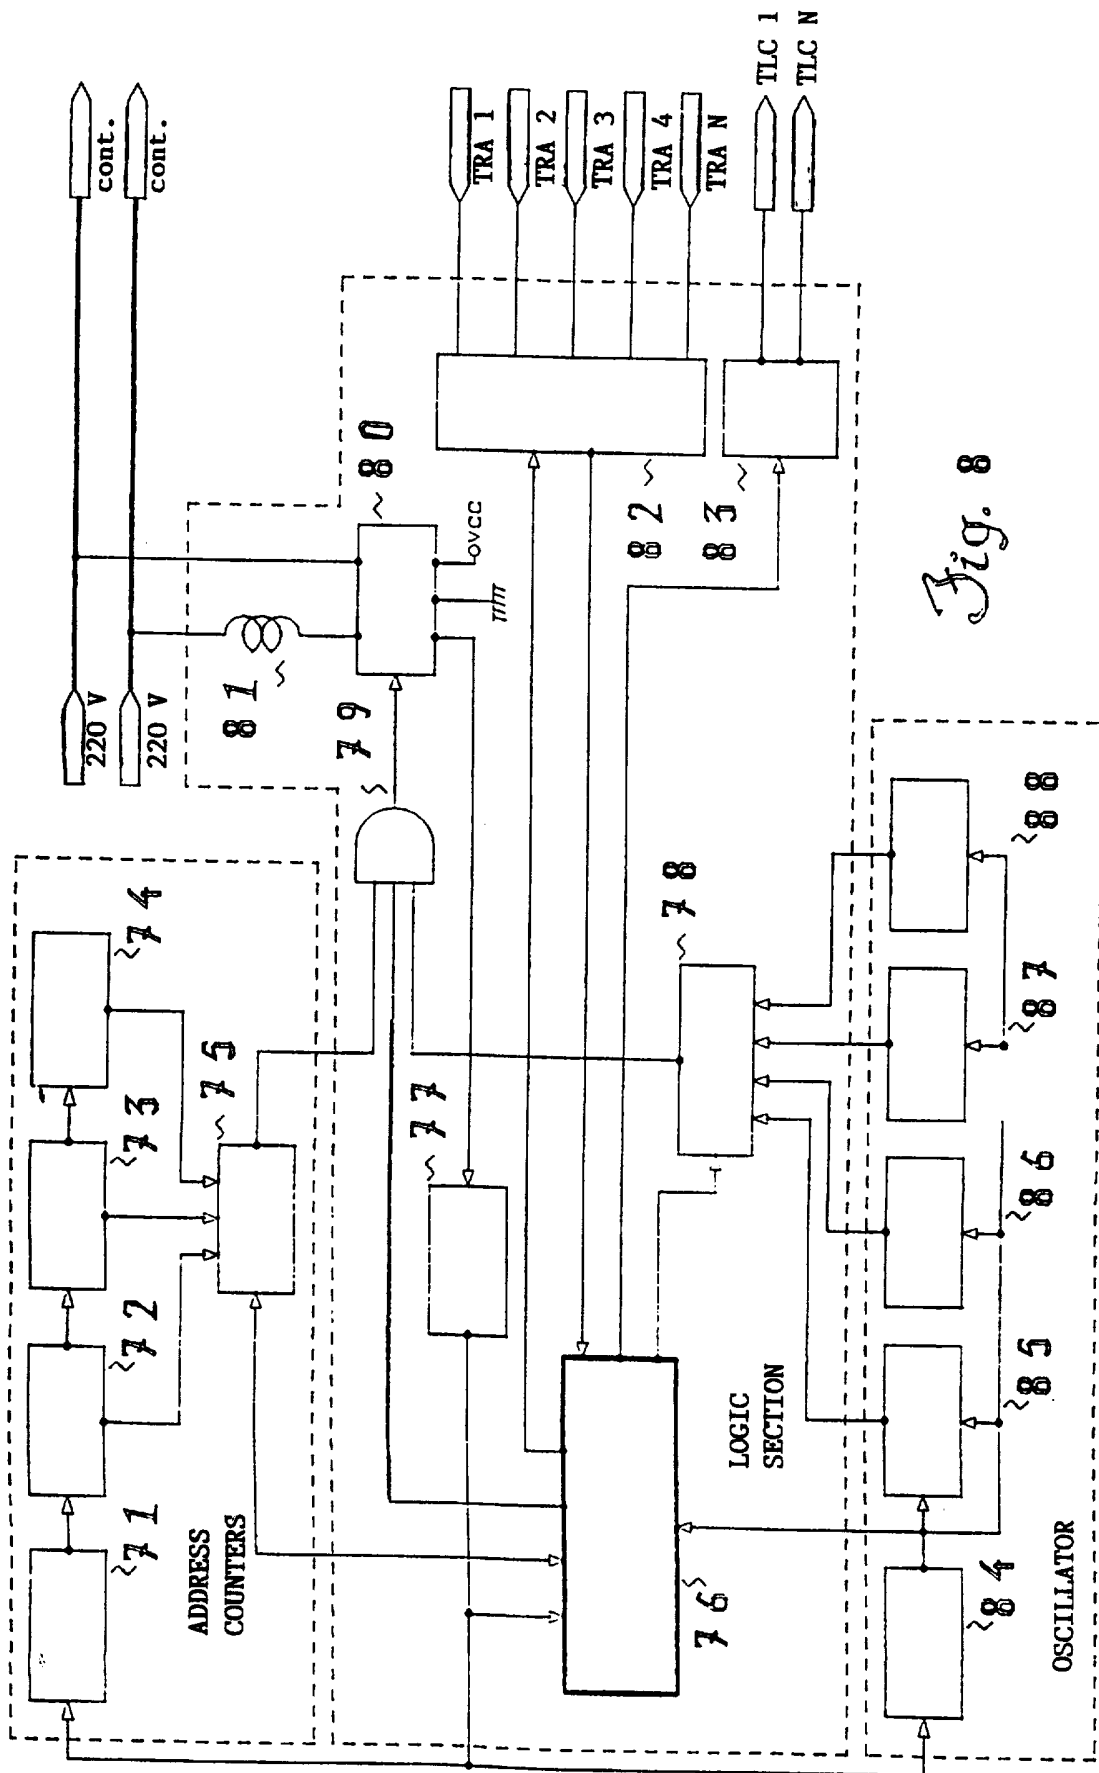 220 V
cont.
220 V
cont.
71
72
73
74
75
ADDRESS
COUNTERS
81
80
79
VCC
77
TRA 1
TRA 2
TRA 3
TRA 4
TRA N
82
83
TLC 1
TLC N
78
76
LOGIC
SECTION
84
85
86
87
88
OSCILLATOR
Fig. 8